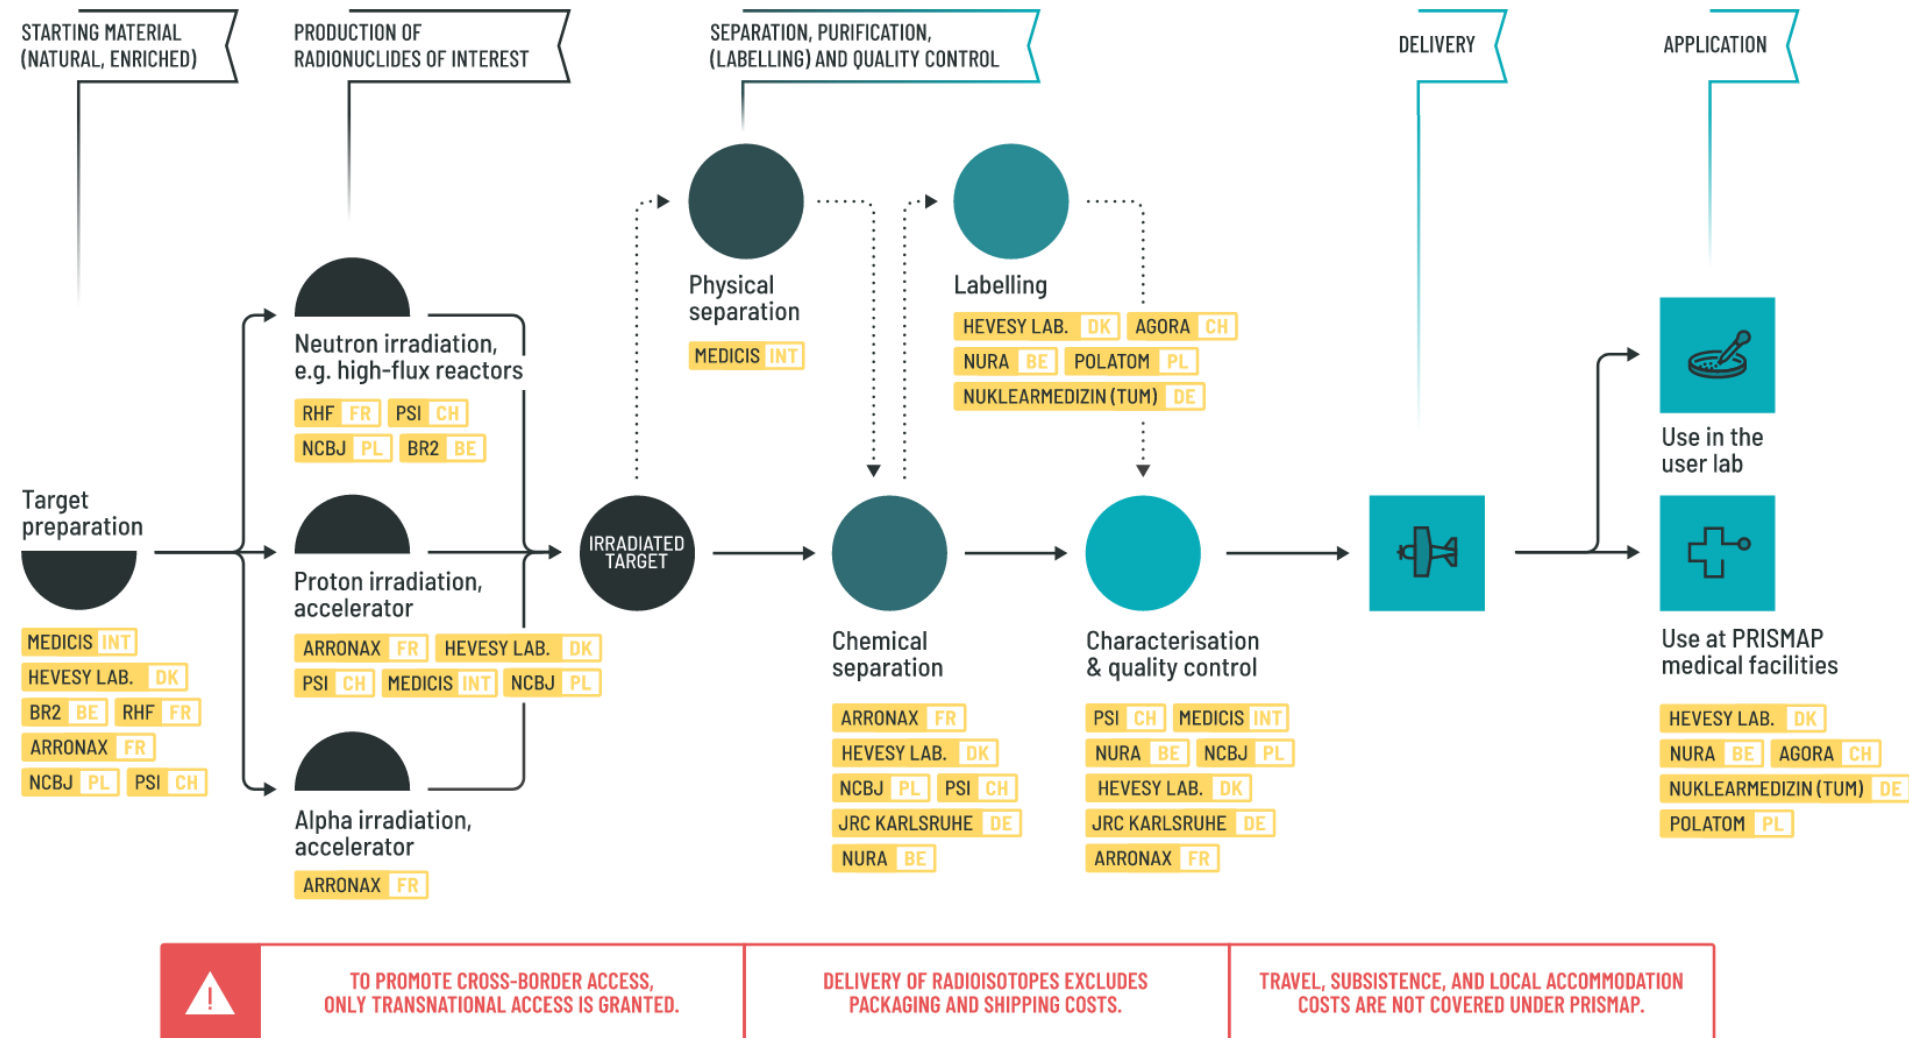 STARTING MATERIAL
(NATURAL, ENRICHED)
PRODUCTION OF
RADIONUCLIDES OF INTEREST
SEPARATION, PURIFICATION,
(LABELLING) AND QUALITY CONTROL
DELIVERY
APPLICATION
Target
preparation
MEDICIS INT
HEVESY LAB. DK
BR2 BE RHF FR
ARRONAX FR
NCBJ PL PSI CH
Neutron irradiation,
e.g. high-flux reactors
RHF FR PSI CH
NCBJ PL BR2 BE
Proton irradiation,
accelerator
ARRONAX FR HEVESY LAB. DK
PSI CH MEDICIS INT NCBJ PL
Alpha irradiation,
accelerator
ARRONAX FR
IRRADIATED
TARGET
Physical
separation
MEDICIS INT
Labelling
HEVESY LAB. DK AGORA CH
NURA BE POLATOM PL
NUKLEARMEDIZIN (TUM) DE
Chemical
separation
ARRONAX FR
HEVESY LAB. DK
NCBJ PL PSI CH
JRC KARLSRUHE DE
NURA BE
Characterisation
& quality control
PSI CH MEDICIS INT
NURA BE NCBJ PL
HEVESY LAB. DK
JRC KARLSRUHE DE
ARRONAX FR
Use in the
user lab
Use at PRISMAP
medical facilities
HEVESY LAB. DK
NURA BE AGORA CH
NUKLEARMEDIZIN (TUM) DE
POLATOM PL
!
TO PROMOTE CROSS-BORDER ACCESS,
ONLY TRANSNATIONAL ACCESS IS GRANTED.
DELIVERY OF RADIOISOTOPES EXCLUDES
PACKAGING AND SHIPPING COSTS.
TRAVEL, SUBSISTENCE, AND LOCAL ACCOMMODATION
COSTS ARE NOT COVERED UNDER PRISMAP.